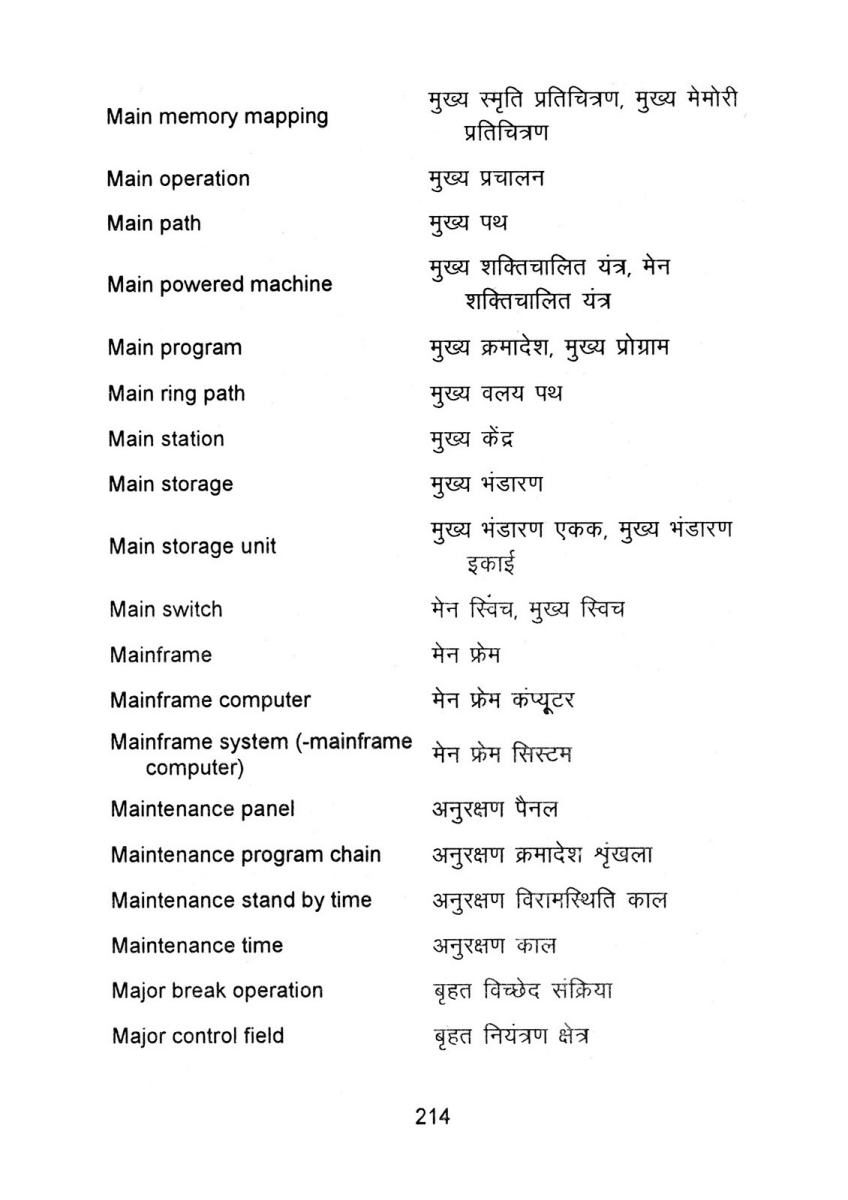 Main memory mapping मुख्य स्मृति प्रतिचित्रण, मुख्य मेमोरी
प्रतिचित्रण
Main operation मुख्य प्रचालन
Main path मुख्य पथ
Main powered machine मुख्य शक्तिचालित यंत्र, मेन
शक्तिचालित यंत्र
Main program मुख्य क्रमादेश, मुख्य प्रोग्राम
Main ring path मुख्य वलय पथ
Main station मुख्य केंद्र
Main storage मुख्य भंडारण
Main storage unit मुख्य भंडारण एकक, मुख्य भंडारण
इकाई
Main switch मेन स्विंच, मुख्य स्विच
Mainframe मेन फ्रेम
Mainframe computer मेन फ्रेम कंप्यूटर
Mainframe system (-mainframe मेन फ्रेम सिस्टम
computer)
Maintenance panel अनुरक्षण पैनल
Maintenance program chain अनुरक्षण क्रमादेश शृंखला
Maintenance stand by time अनुरक्षण विरामस्थिति काल
Maintenance time अनुरक्षण काल
Major break operation बृहत विच्छेद संक्रिया
Major control field बृहत नियंत्रण क्षेत्र
214